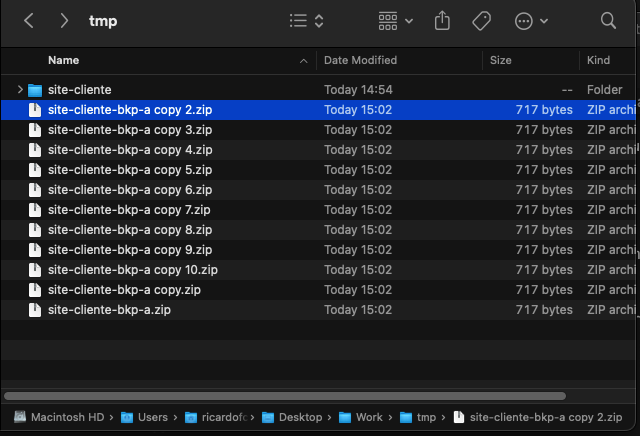 tmp
Name Date Modified Size Kind
site-cliente Today 14:54 -- Folder
site-cliente-bkp-a copy 2.zip Today 15:02 717 bytes ZIP archi
site-cliente-bkp-a copy 3.zip Today 15:02 717 bytes ZIP archi
site-cliente-bkp-a copy 4.zip Today 15:02 717 bytes ZIP archi
site-cliente-bkp-a copy 5.zip Today 15:02 717 bytes ZIP archi
site-cliente-bkp-a copy 6.zip Today 15:02 717 bytes ZIP archi
site-cliente-bkp-a copy 7.zip Today 15:02 717 bytes ZIP archi
site-cliente-bkp-a copy 8.zip Today 15:02 717 bytes ZIP archi
site-cliente-bkp-a copy 9.zip Today 15:02 717 bytes ZIP archi
site-cliente-bkp-a copy 10.zip Today 15:02 717 bytes ZIP archi
site-cliente-bkp-a copy.zip Today 15:02 717 bytes ZIP archi
site-cliente-bkp-a.zip Today 15:02 717 bytes ZIP archi
Macintosh HD Users ricardofc Desktop Work tmp site-cliente-bkp-a copy 2.zip